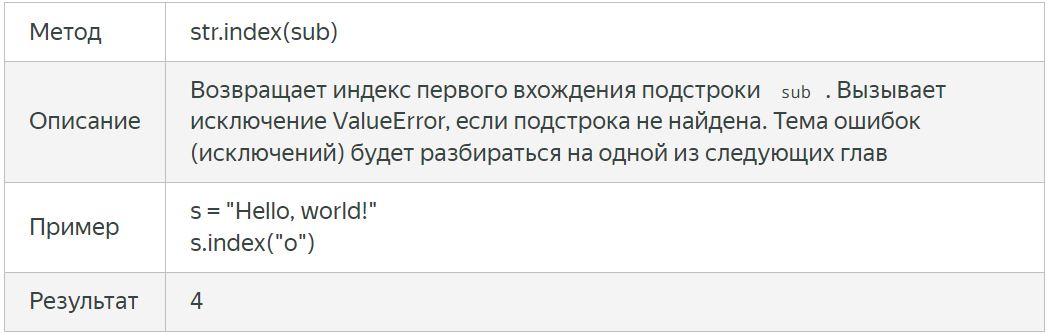 Метод
str.index(sub)
Описание
Возвращает индекс первого вхождения подстроки sub . Вызывает
исключение ValueError, если подстрока не найдена. Тема ошибок
(исключений) будет разбираться на одной из следующих глав
Пример
s = "Hello, world!"
s.index("o")
Результат
4